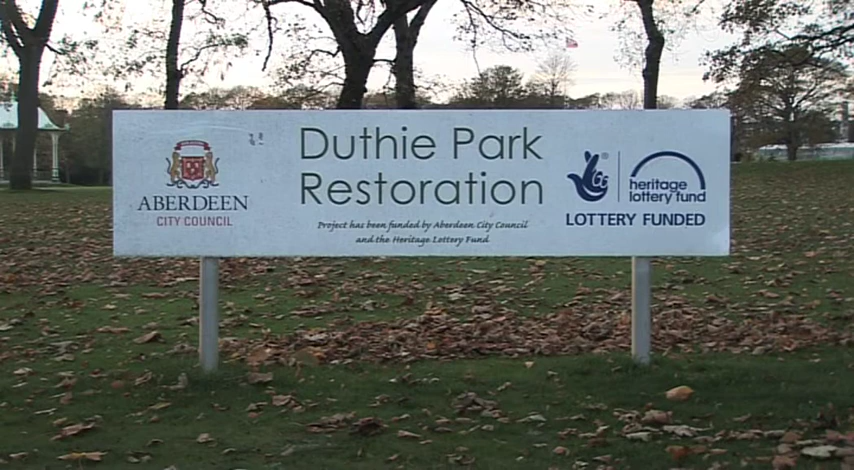 ABERDEEN
CITY COUNCIL
Duthie Park
Restoration
Project has been funded by Aberdeen City Council
and the Heritage Lottery Fund
heritage
lottery fund
LOTTERY FUNDED